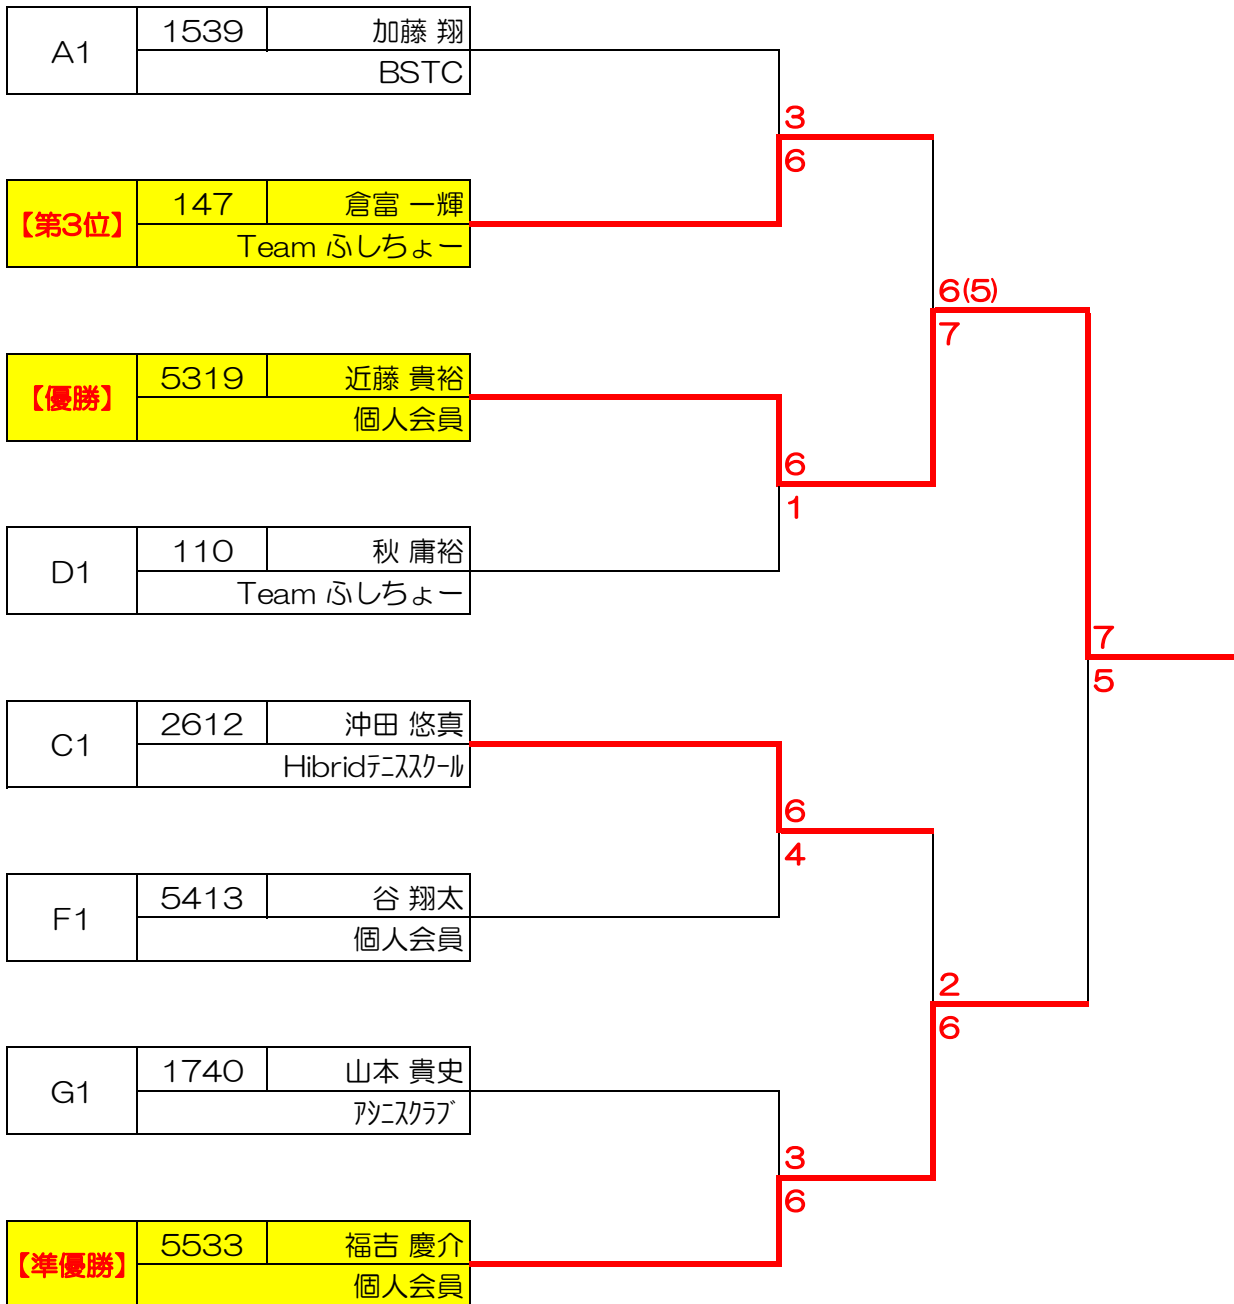 A1 1539 加藤 翔
BSTC
3
6
【第3位】 147 倉富 一輝
Team ふしちょー
6(5)
7
【優勝】 5319 近藤 貴裕
個人会員
6
1
D1 110 秋 庸裕
Team ふしちょー
7
5
C1 2612 沖田 悠真
Hibridﾃﾆｽｽｸｰﾙ
6
4
F1 5413 谷 翔太
個人会員
2
6
G1 1740 山本 貴史
ｱｼﾆｽｸﾗﾌﾞ
3
6
【準優勝】 5533 福吉 慶介
個人会員